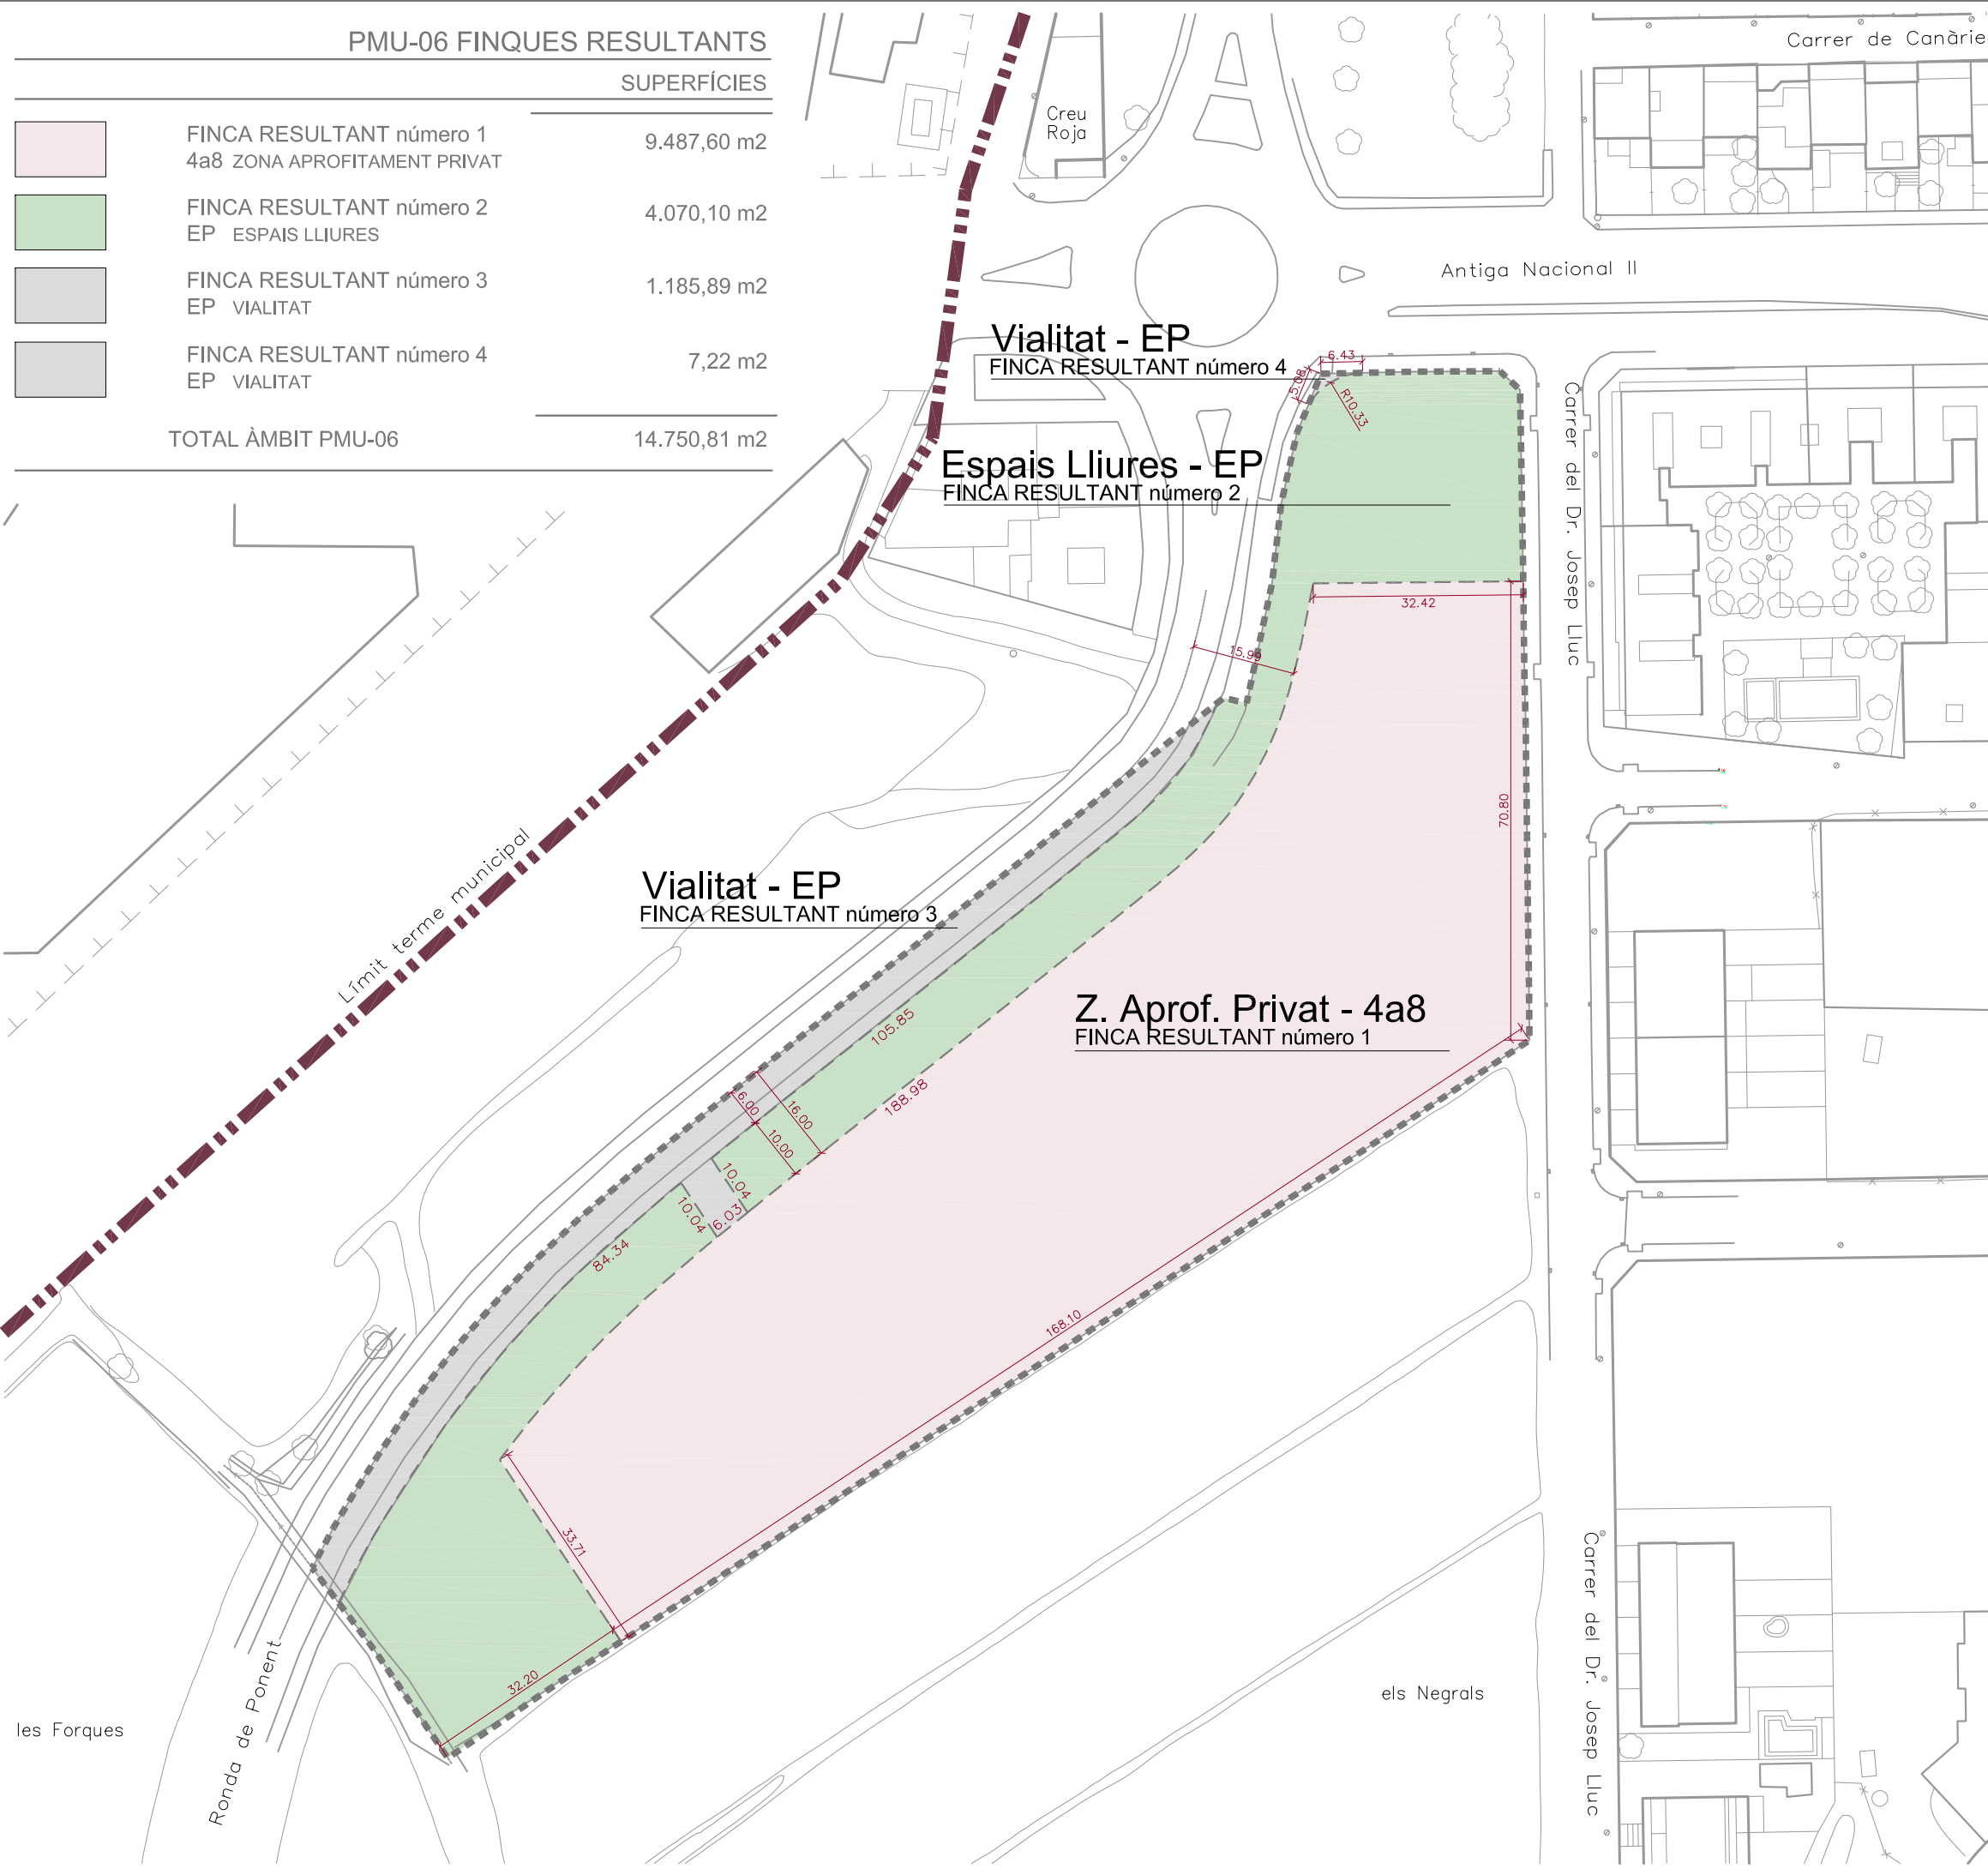 PMU-06 FINQUES RESULTANTS
SUPERFÍCIES
FINCA RESULTANT número 1 9.487,60 m2
4a8 ZONA APROFITAMENT PRIVAT
FINCA RESULTANT número 2 4.070,10 m2
EP ESPAIS LLIURES
FINCA RESULTANT número 3 1.185,89 m2
EP VIALITAT
FINCA RESULTANT número 4 7,22 m2
EP VIALITAT
TOTAL ÀMBIT PMU-06 14.750,81 m2
Creu
Roja
Carrer de Canàrie
Antiga Nacional II
Vialitat - EP
FINCA RESULTANT número 4
6.43
5.08
R10.33
Espais Lliures - EP
FINCA RESULTANT número 2
Carrer del Dr. Josep Lluc
32.42
15.99
70.80
Límit terme municipal
Vialitat - EP
FINCA RESULTANT número 3
Z. Aprof. Privat - 4a8
FINCA RESULTANT número 1
105.85
188.98
6.00
16.00
10.00
10.04
10.04
6.03
84.34
168.10
33.71
32.20
Ronda de Ponent
les Forques
els Negrals
Carrer del Dr. Josep Lluc